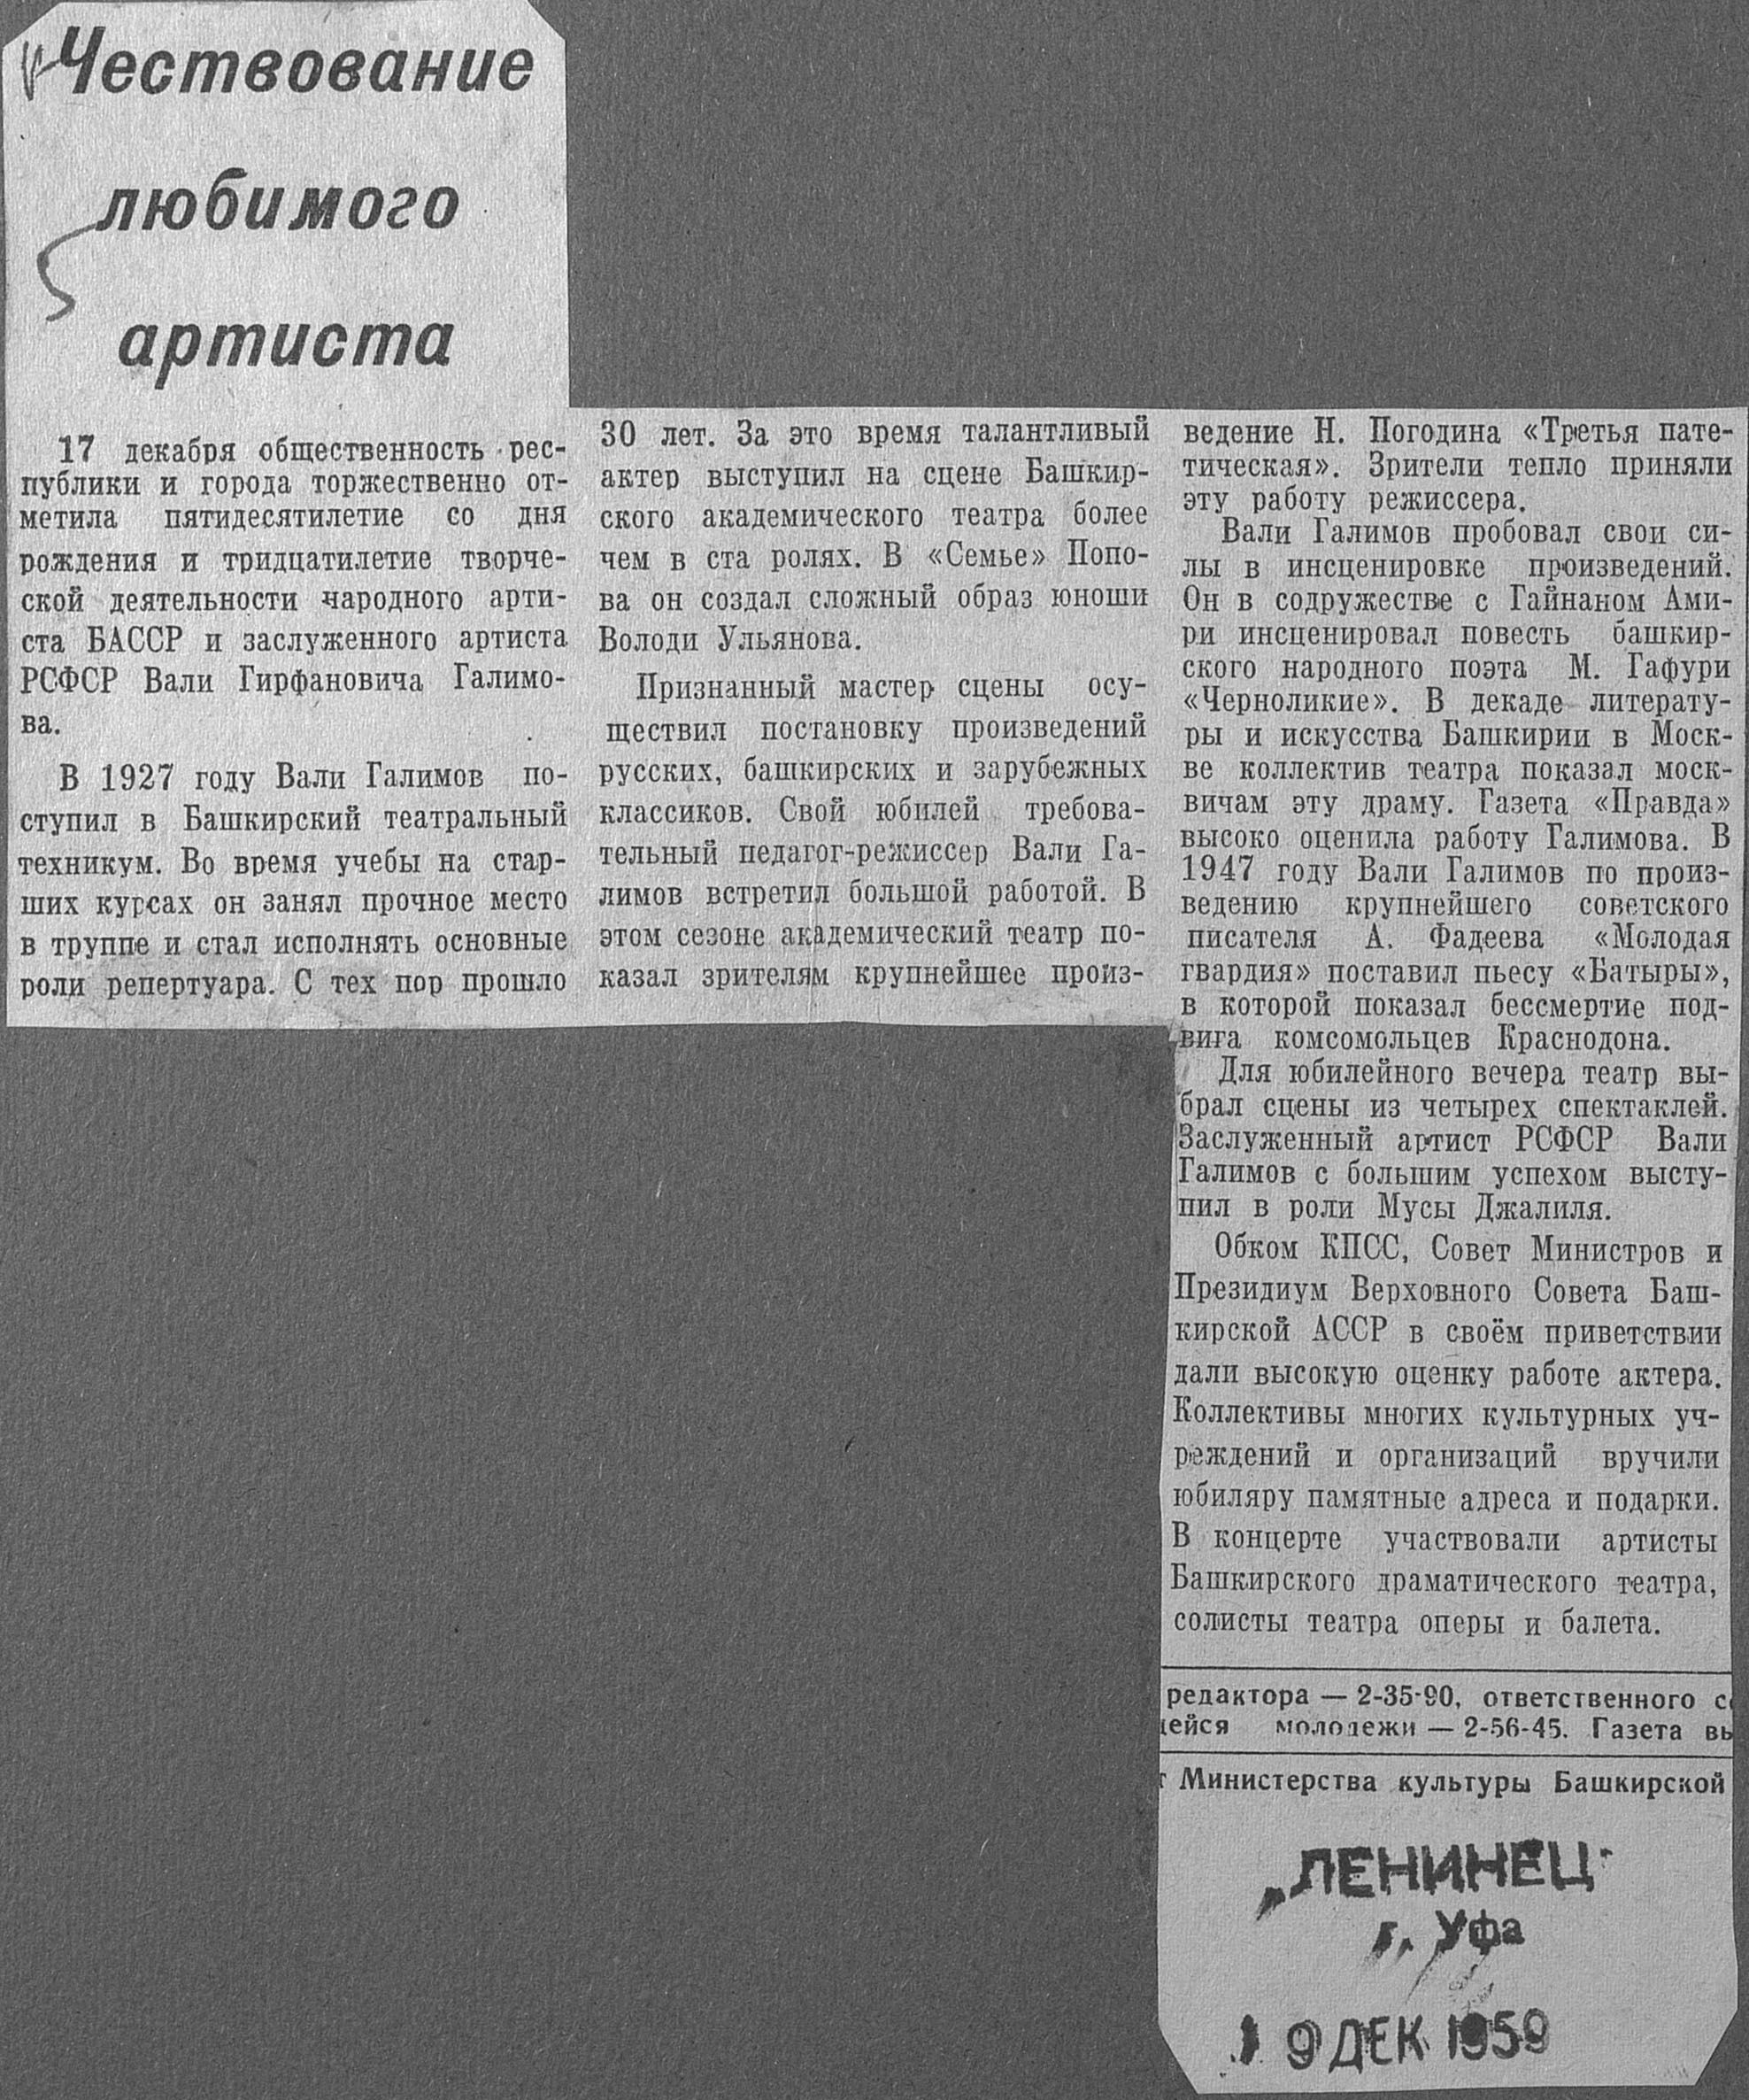 Чествование
любимого
артиста
17 декабря общественность рес-
публики и города торжественно от-
метила пятидесятилетие со дня
рождения и тридцатилетие творче-
ской деятельности народного арти-
ста БАССР и заслуженного артиста
РСФСР Вали Гирфановича Галимо-
ва.
В 1927 году Вали Галимов по-
ступил в Башкирский театральный
техникум. Во время учебы на стар-
ших курсах он занял прочное место
в труппе и стал исполнять основные
роли репертуара. С тех пор прошло
30 лет. За это время талантливый
актер выступил на сцене Башкир-
ского академического театра более
чем в ста ролях. В «Семье» Попо-
ва он создал сложный образ юноши
Володи Ульянова.
Признанный мастер сцены осу-
ществил постановку произведений
русских, башкирских и зарубежных
классиков. Свой юбилей требова-
тельный педагог-режиссер Вали Га-
лимов встретил большой работой. В
этом сезоне академический театр по-
казал зрителям крупнейшее произ-
ведение Н. Погодина «Третья пате-
тическая». Зрители тепло приняли
эту работу режиссера.
Вали Галимов пробовал свои си-
лы в инсценировке произведений.
Он в содружестве с Гайнаном Ами-
ри инсценировал повесть башкир-
ского народного поэта М. Гафури
«Черноликие». В декаде литерату-
ры и искусства Башкирии в Моск-
ве коллектив театра показал моск-
вичам эту драму. Газета «Правда»
высоко оценила работу Галимова. В
1947 году Вали Галимов по произ-
ведению крупнейшего советского
писателя А. Фадеева «Молодая
гвардия» поставил пьесу «Батыры»,
в которой показал бессмертие под-
вига комсомольцев Краснодона.
Для юбилейного вечера театр вы-
брал сцены из четырех спектаклей.
Заслуженный артист РСФСР Вали
Галимов с большим успехом высту-
пил в роли Мусы Джалиля.
Обком КПСС, Совет Министров и
Президиум Верховного Совета Баш-
кирской АССР в своём приветствии
дали высокую оценку работе актера.
Коллективы многих культурных уч-
реждений и организаций вручили
юбиляру памятные адреса и подарки.
В концерте участвовали артисты
Башкирского драматического театра,
солисты театра оперы и балета.
редактора — 2-35-90, ответственного
молодежи — 2-56-45. Газета
Министерства культуры Башкирской
„ЛЕНИНЕЦ"
г. Уфа
19 ДЕК 1959